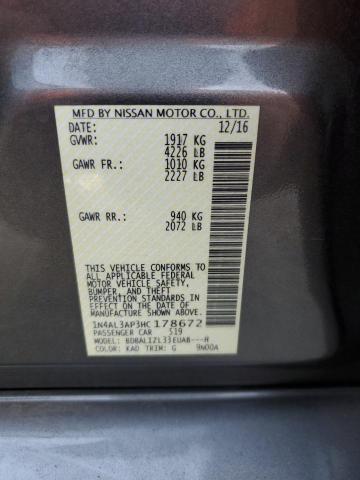 MFD BY NISSAN MOTOR CO., LTD.
DATE: 12/16
GVWR: 1917 KG
4226 LB
GAWR FR: 1010 KG
2227 LB
GAWR RR: 940 KG
2072 LB
THIS VEHICLE CONFORMS TO
ALL APPLICABLE FEDERAL
MOTOR VEHICLE SAFETY,
BUMPER, AND THEFT
PREVENTION STANDARDS IN
EFFECT ON THE DATE OF
MANUFACTURE SHOWN ABOVE.
1N4AL3AP3HC 178672
PASSENGER CAR 519
MODEL: BDBALIZL33EUAB---H
COLOR: KAD TRIM: G 9N00A